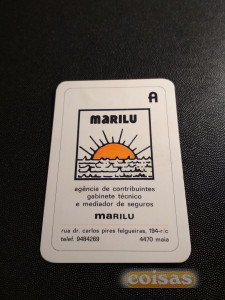 A
MARILU
agência de contribuintes
gabinete técnico
e mediador de seguros
MARILU
rua dr. carlos pires felgueiras, 194-r/c
telef. 9484269 4470 maia
coisas